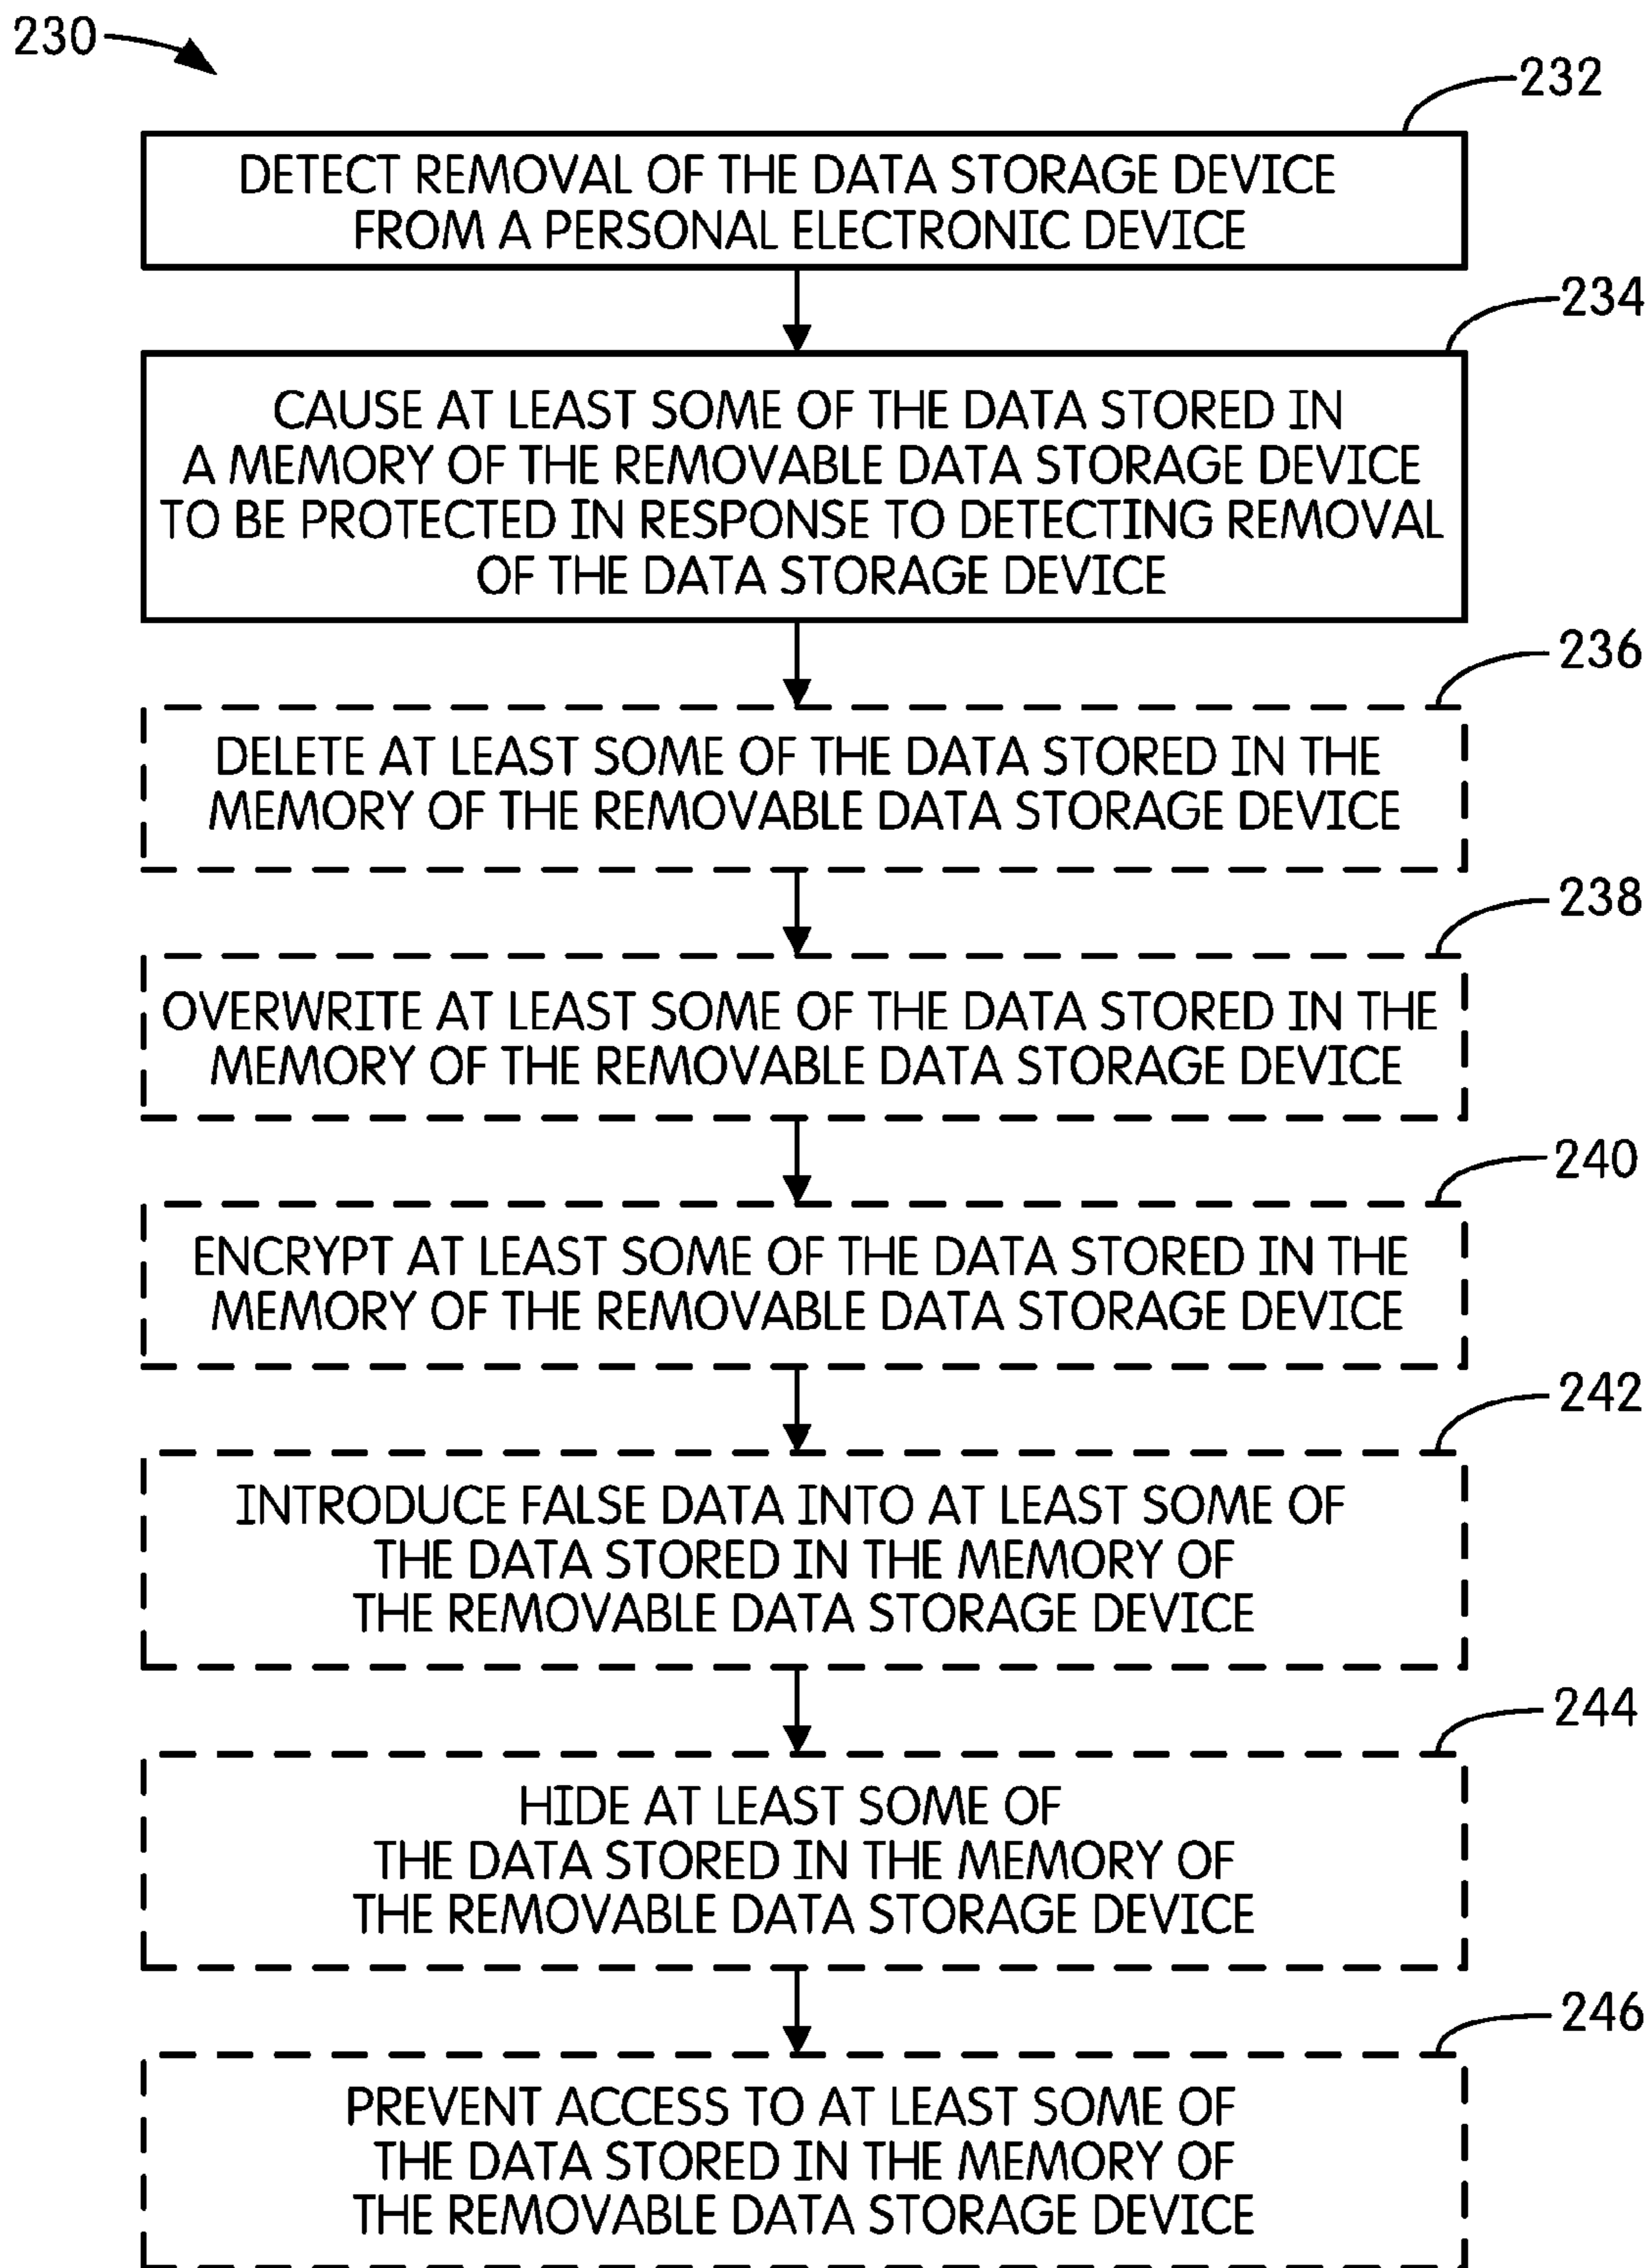 230
232
DETECT REMOVAL OF THE DATA STORAGE DEVICE
FROM A PERSONAL ELECTRONIC DEVICE
234
CAUSE AT LEAST SOME OF THE DATA STORED IN
A MEMORY OF THE REMOVABLE DATA STORAGE DEVICE
TO BE PROTECTED IN RESPONSE TO DETECTING REMOVAL
OF THE DATA STORAGE DEVICE
236
DELETE AT LEAST SOME OF THE DATA STORED IN THE
MEMORY OF THE REMOVABLE DATA STORAGE DEVICE
238
OVERWRITE AT LEAST SOME OF THE DATA STORED IN THE
MEMORY OF THE REMOVABLE DATA STORAGE DEVICE
240
ENCRYPT AT LEAST SOME OF THE DATA STORED IN THE
MEMORY OF THE REMOVABLE DATA STORAGE DEVICE
242
INTRODUCE FALSE DATA INTO AT LEAST SOME OF
THE DATA STORED IN THE MEMORY OF
THE REMOVABLE DATA STORAGE DEVICE
244
HIDE AT LEAST SOME OF
THE DATA STORED IN THE MEMORY OF
THE REMOVABLE DATA STORAGE DEVICE
246
PREVENT ACCESS TO AT LEAST SOME OF
THE DATA STORED IN THE MEMORY OF
THE REMOVABLE DATA STORAGE DEVICE